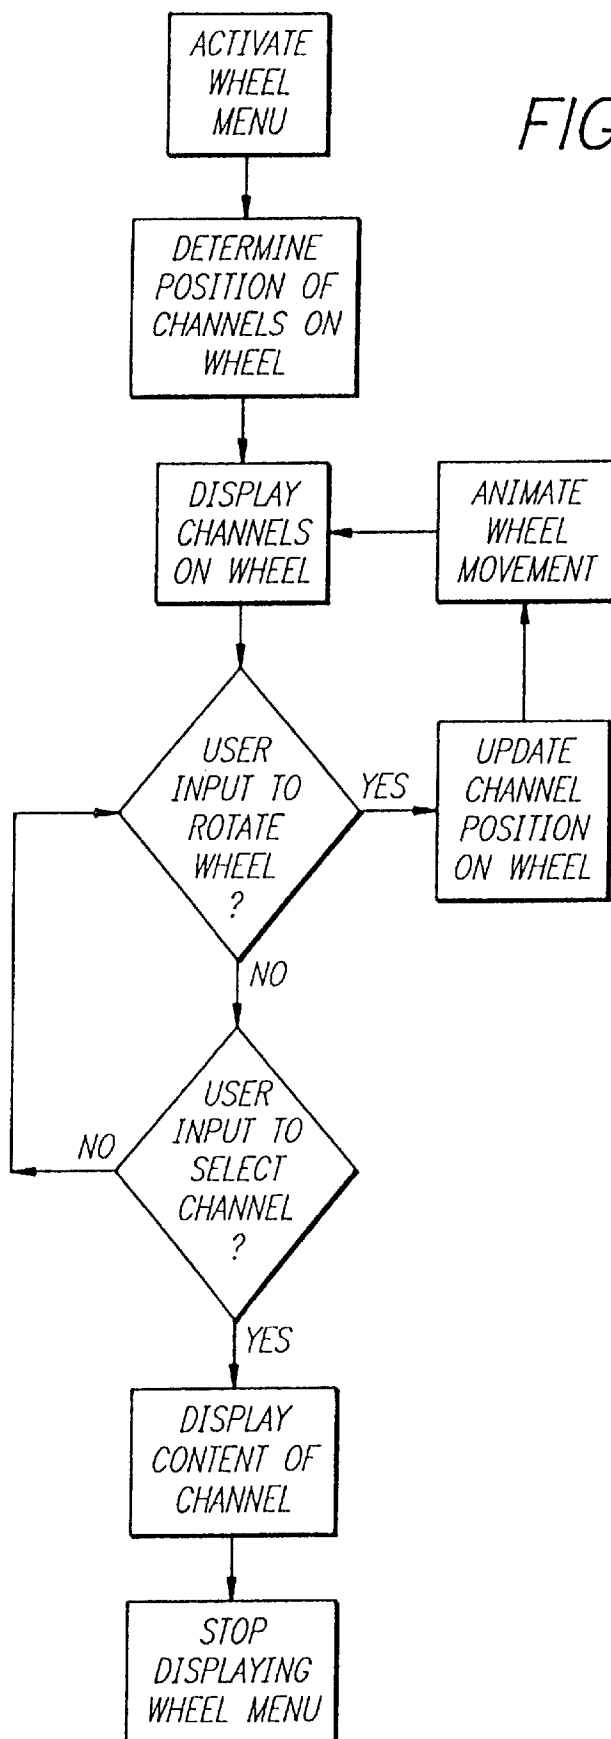 ACTIVATE
WHEEL
MENU
FIG
DETERMINE
POSITION OF
CHANNELS ON
WHEEL
DISPLAY
CHANNELS
ON WHEEL
ANIMATE
WHEEL
MOVEMENT
USER
INPUT TO
ROTATE
WHEEL
?
YES
UPDATE
CHANNEL
POSITION
ON WHEEL
NO
USER
INPUT TO
SELECT
CHANNEL
?
NO
YES
DISPLAY
CONTENT OF
CHANNEL
STOP
DISPLAYING
WHEEL MENU